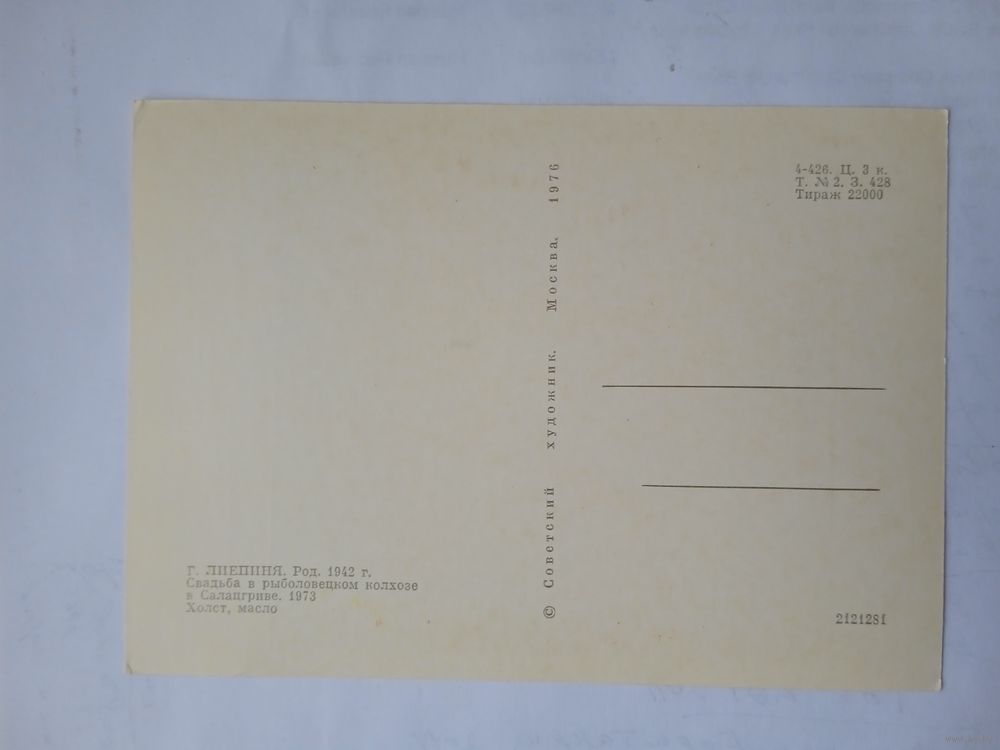 Г. ЛИЕПИНЯ. Род. 1942 г.
Свадьба в рыболовецком колхозе
в Салацгриве. 1973
Холст, масло
© Советский художник. Москва. 1976
4-426. Ц. 3 к.
Т. № 2. З. 428
Тираж 22000
2121281